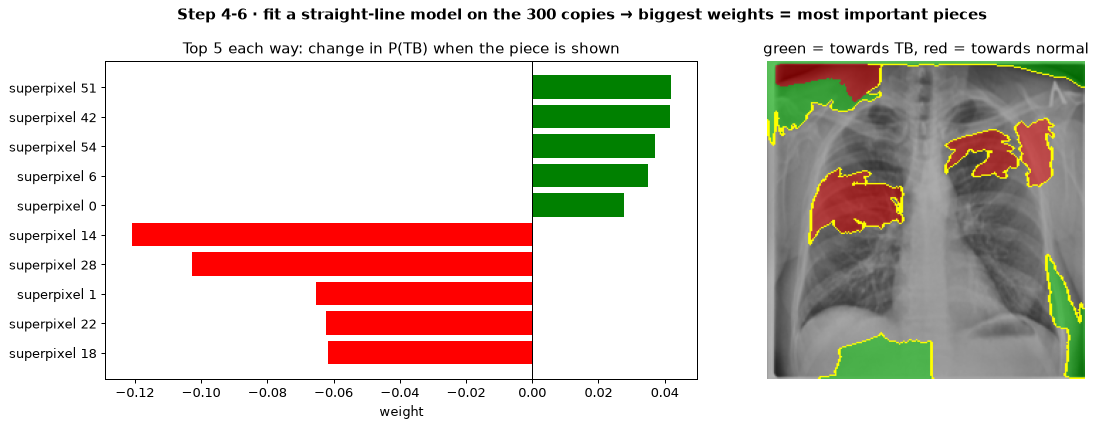 Step 4-6 · fit a straight-line model on the 300 copies → biggest weights = most important pieces
Top 5 each way: change in P(TB) when the piece is shown
superpixel 51
superpixel 42
superpixel 54
superpixel 6
superpixel 0
superpixel 14
superpixel 28
superpixel 1
superpixel 22
superpixel 18
−0.12 −0.10 −0.08 −0.06 −0.04 −0.02 0.00 0.02 0.04
weight
green = towards TB, red = towards normal